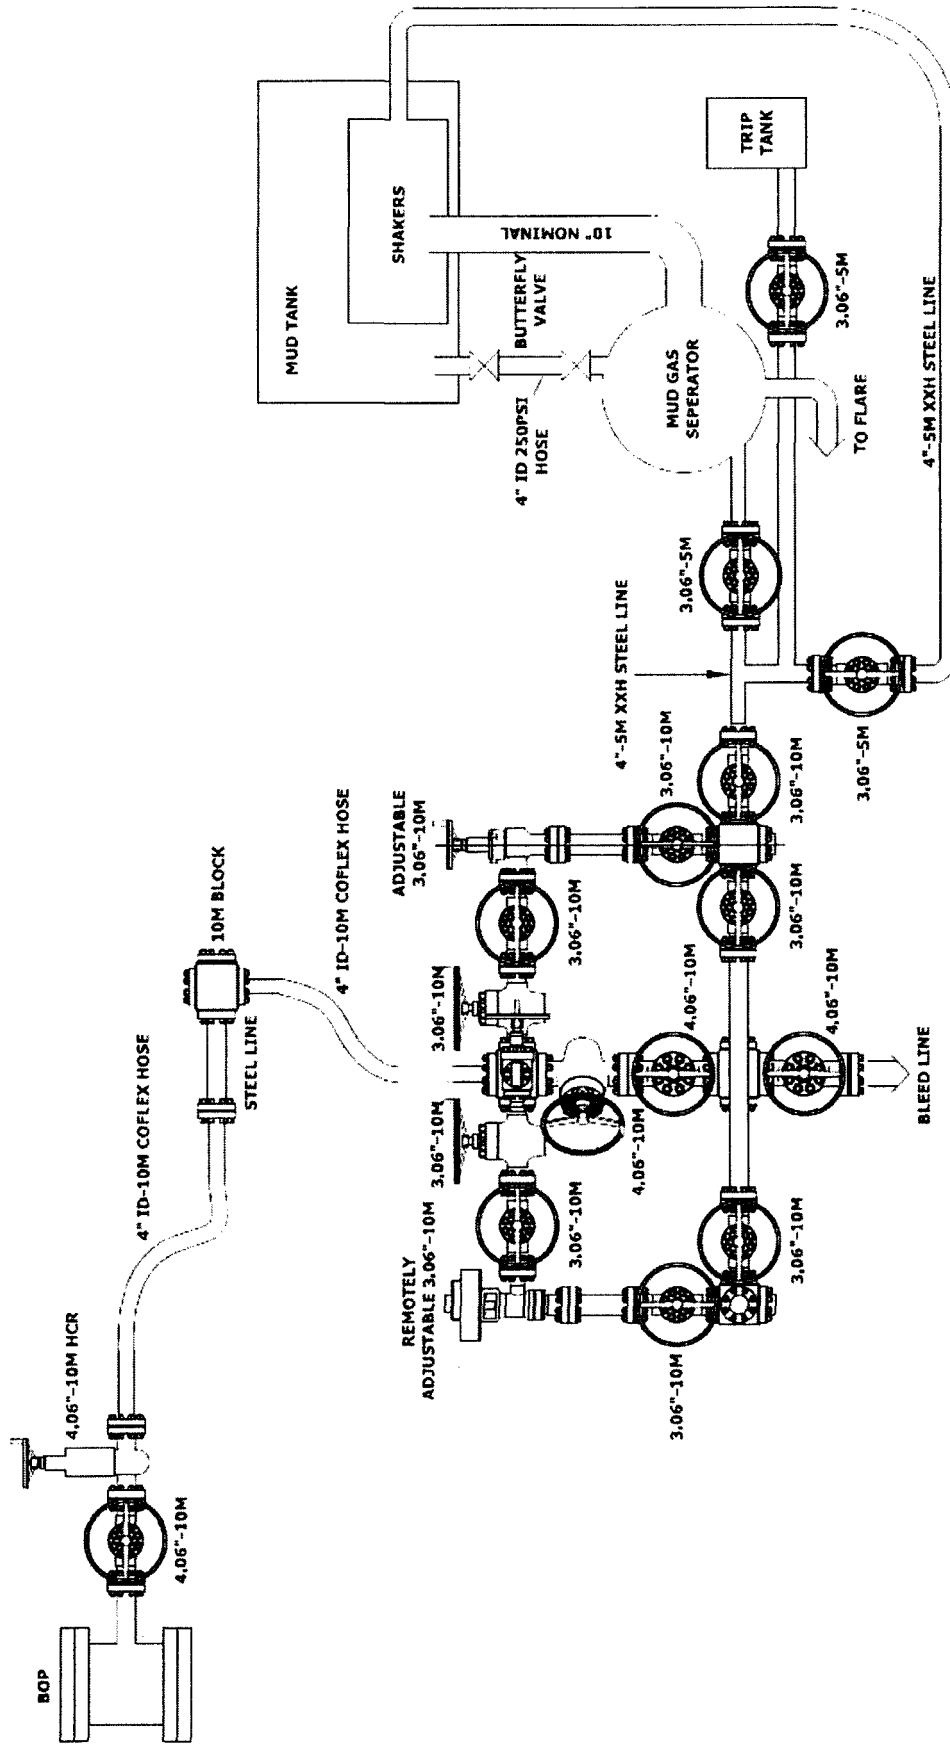 BOP
4.06"-10M
4.06"-10M HCR
4" ID-10M COFLEX HOSE
STEEL LINE
10M BLOCK
4" ID-10M COFLEX HOSE
REMOTELY
ADJUSTABLE 3.06"-10M
3.06"-10M
3.06"-10M
3.06"-10M
3.06"-10M
4.06"-10M
3.06"-10M
3.06"-10M
ADJUSTABLE
3.06"-10M
4.06"-10M
4.06"-10M
BLEED LINE
3.06"-10M
3.06"-10M
3.06"-10M
4"-5M XXH STEEL LINE
3.06"-5M
3.06"-5M
MUD TANK
SHAKERS
10" NOMINAL
BUTTERFLY
VALVE
4" ID 250PSI
HOSE
MUD GAS
SEPERATOR
TO FLARE
3.06"-5M
TRIP
TANK
4"-5M XXH STEEL LINE